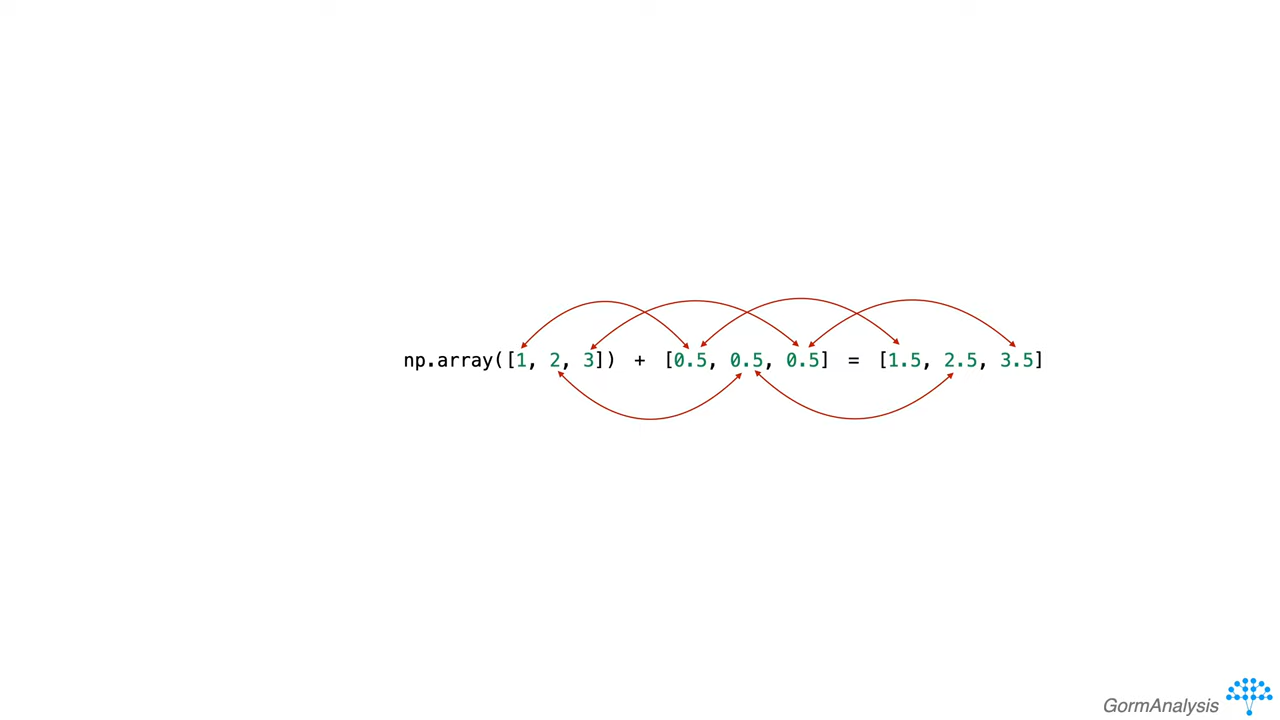 np.array([1, 2, 3]) + [0.5, 0.5, 0.5] = [1.5, 2.5, 3.5]
GormAnalysis